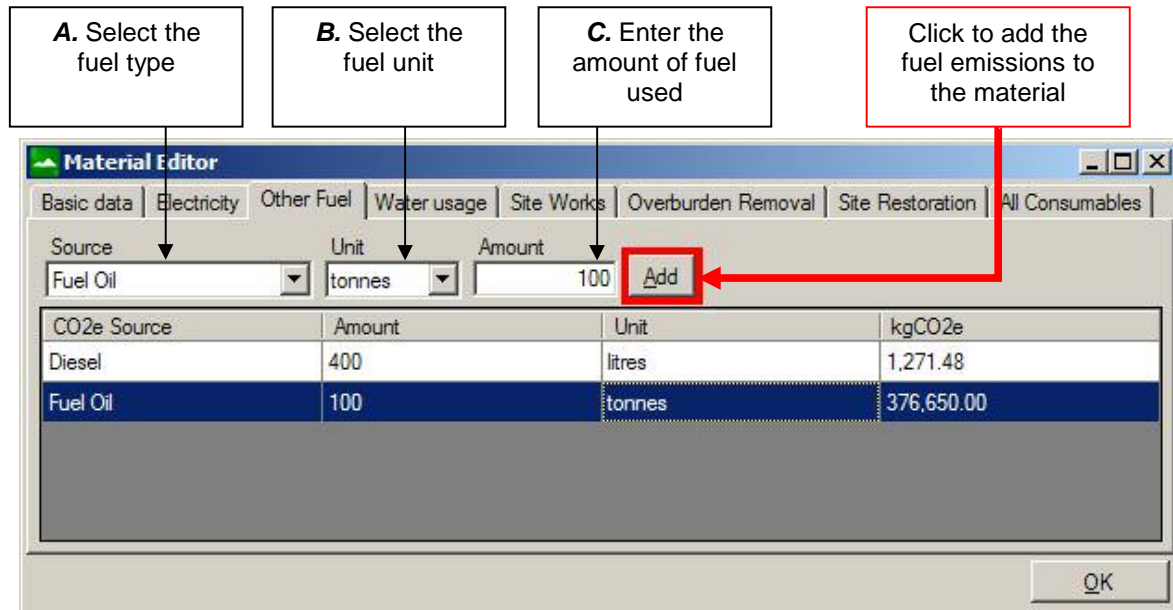 A. Select the
fuel type
B. Select the
fuel unit
C. Enter the
amount of fuel
used
Click to add the
fuel emissions to
the material
Material Editor
Basic data Electricity Other Fuel Water usage Site Works Overburden Removal Site Restoration All Consumables
Source Unit Amount
Fuel Oil tonnes 100 Add
CO2e Source Amount Unit kgCO2e
Diesel 400 litres 1,271.48
Fuel Oil 100 tonnes 376,650.00
OK